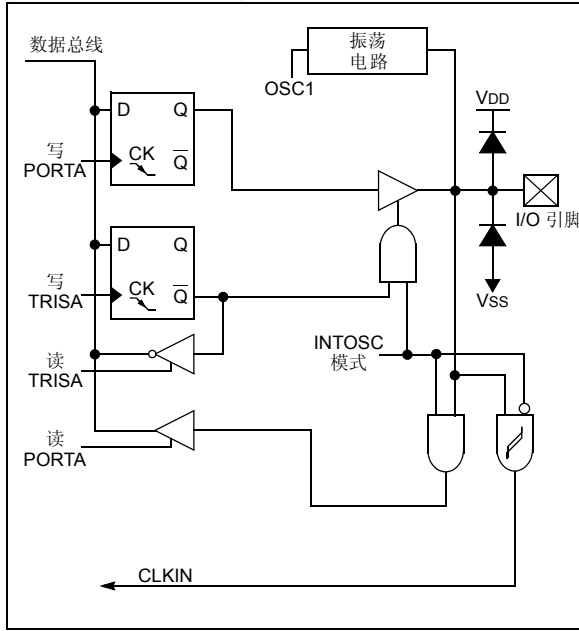 数据总线
振荡
电路
OSC1
VDD
D Q
写
PORTA
CK
Q
I/O 引脚
D Q
写
TRISA
CK
Q
VSS
读
TRISA
INTOSC
模式
读
PORTA
CLKIN